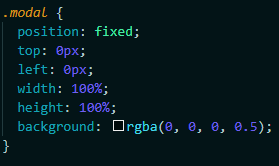 .modal {
  position: fixed;
  top: 0px;
  left: 0px;
  width: 100%;
  height: 100%;
  background: rgba(0, 0, 0, 0.5);
}